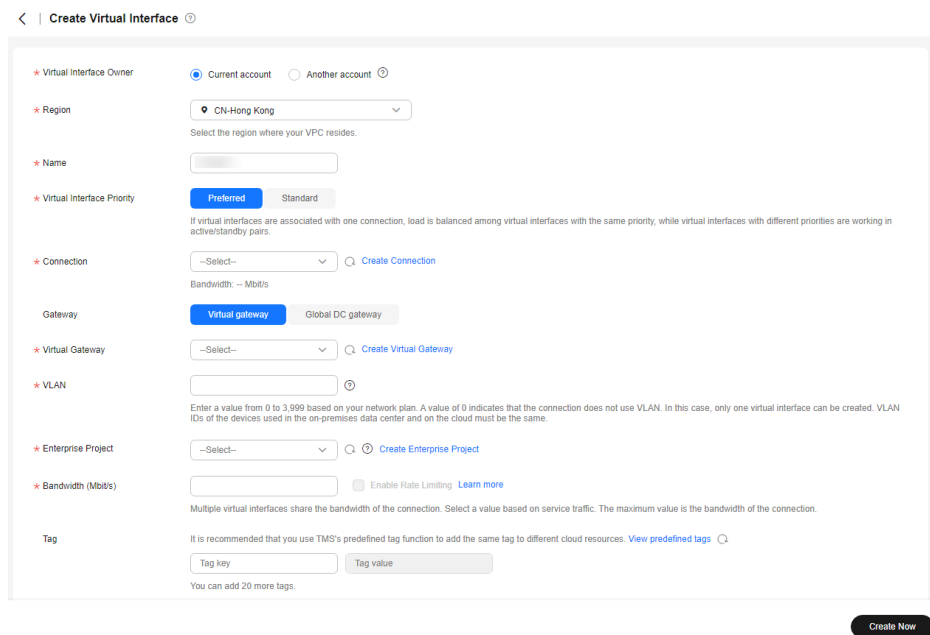 Create Virtual Interface
* Virtual Interface Owner
Current account
Another account
* Region
CN-Hong Kong
Select the region where your VPC resides.
* Name
* Virtual Interface Priority
Preferred
Standard
If virtual interfaces are associated with one connection, load is balanced among virtual interfaces with the same priority, while virtual interfaces with different priorities are working in
active/standby pairs.
* Connection
--Select--
Create Connection
Bandwidth: -- Mbit/s
Gateway
Virtual gateway
Global DC gateway
* Virtual Gateway
--Select--
Create Virtual Gateway
* VLAN
Enter a value from 0 to 3,999 based on your network plan. A value of 0 indicates that the connection does not use VLAN. In this case, only one virtual interface can be created. VLAN
IDs of the devices used in the on-premises data center and on the cloud must be the same.
* Enterprise Project
--Select--
Create Enterprise Project
* Bandwidth (Mbit/s)
Enable Rate Limiting
Learn more
Multiple virtual interfaces share the bandwidth of the connection. Select a value based on service traffic. The maximum value is the bandwidth of the connection.
Tag
It is recommended that you use TMS's predefined tag function to add the same tag to different cloud resources. View predefined tags
Tag key
Tag value
You can add 20 more tags.
Create Now